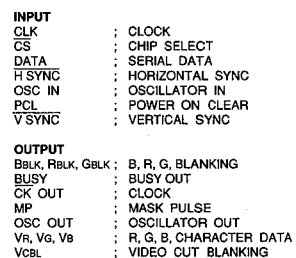 INPUT
CLK ; CLOCK
CS ; CHIP SELECT
DATA ; SERIAL DATA
H SYNC ; HORIZONTAL SYNC
OSC IN ; OSCILLATOR IN
PCL ; POWER ON CLEAR
V SYNC ; VERTICAL SYNC
OUTPUT
BBLK, RBLK, GBLK ; B, R, G, BLANKING
BUSY ; BUSY OUT
CK OUT ; CLOCK
MP ; MASK PULSE
OSC OUT ; OSCILLATOR OUT
VR, VG, VB ; R, G, B, CHARACTER DATA
VCBL ; VIDEO CUT BLANKING